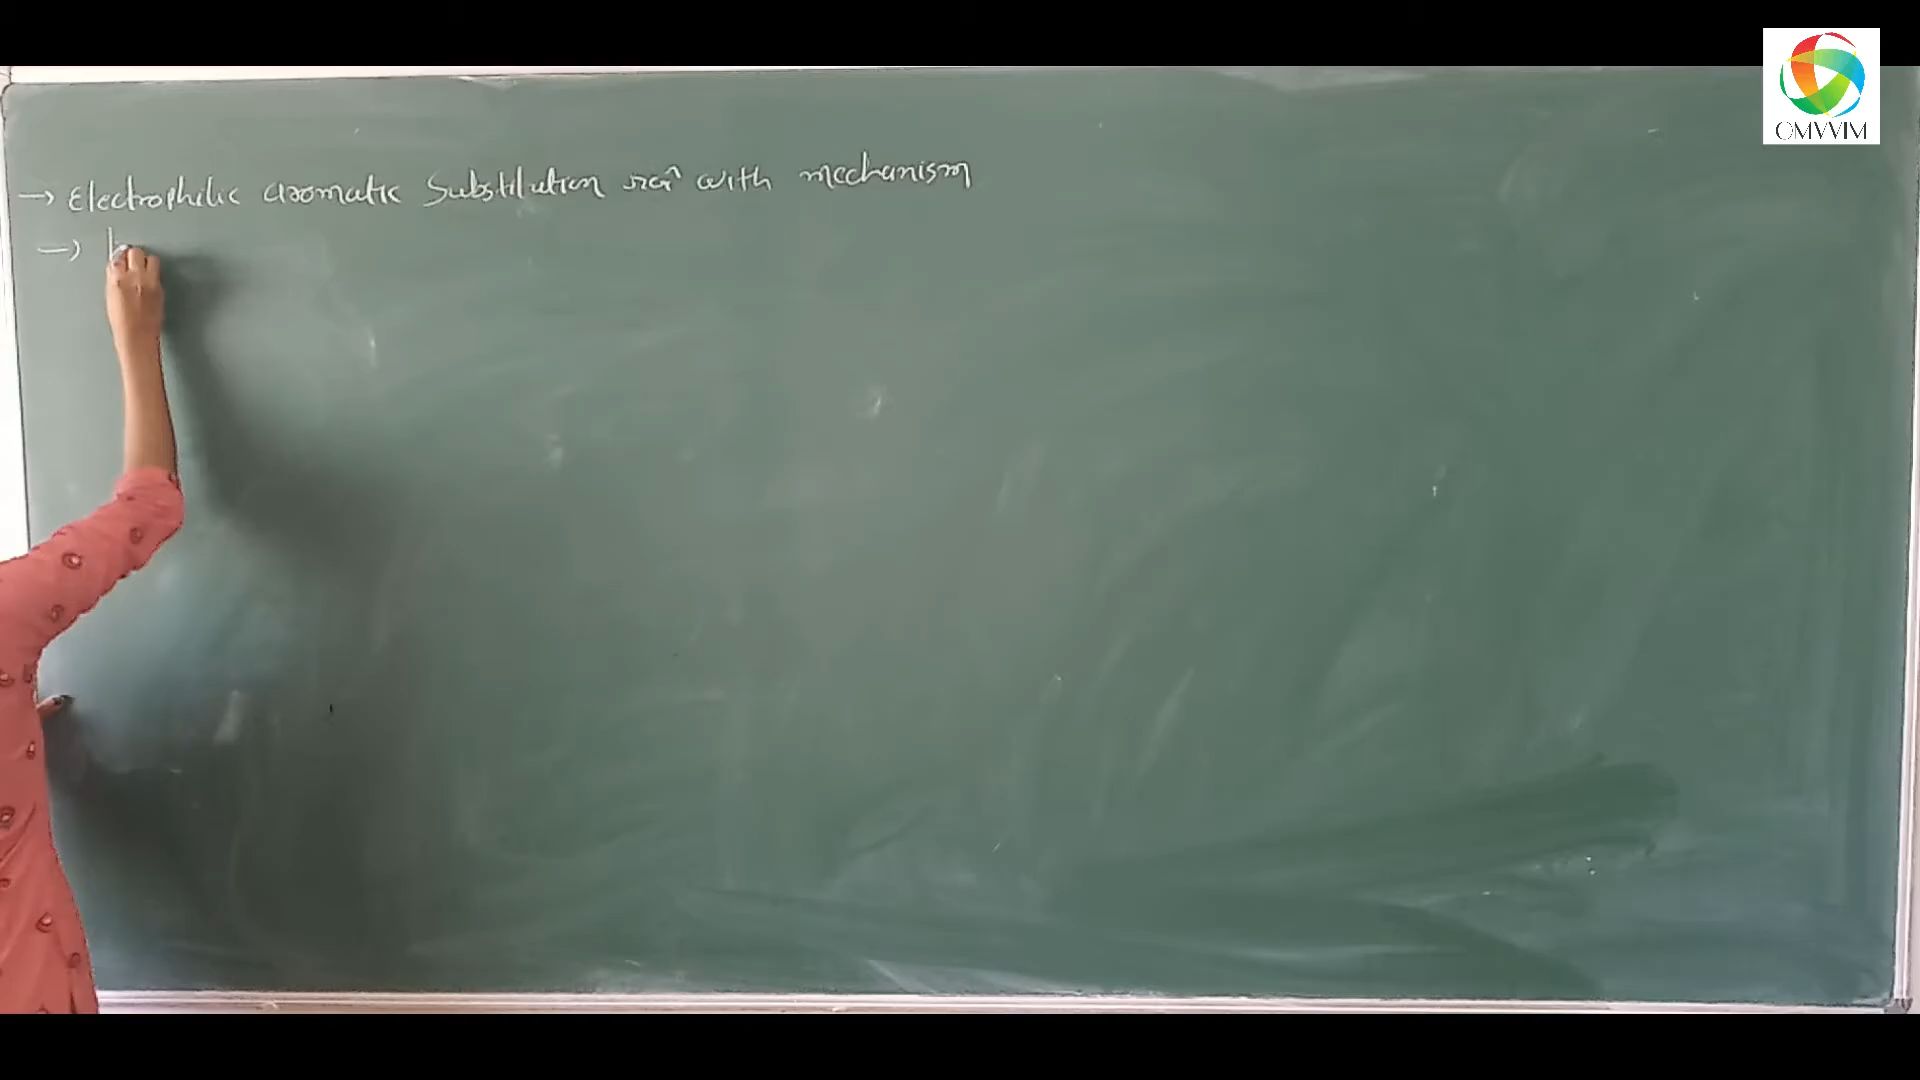 → Electrophilic aromatic Substitution rxn with mechanism
→
OMVVIM